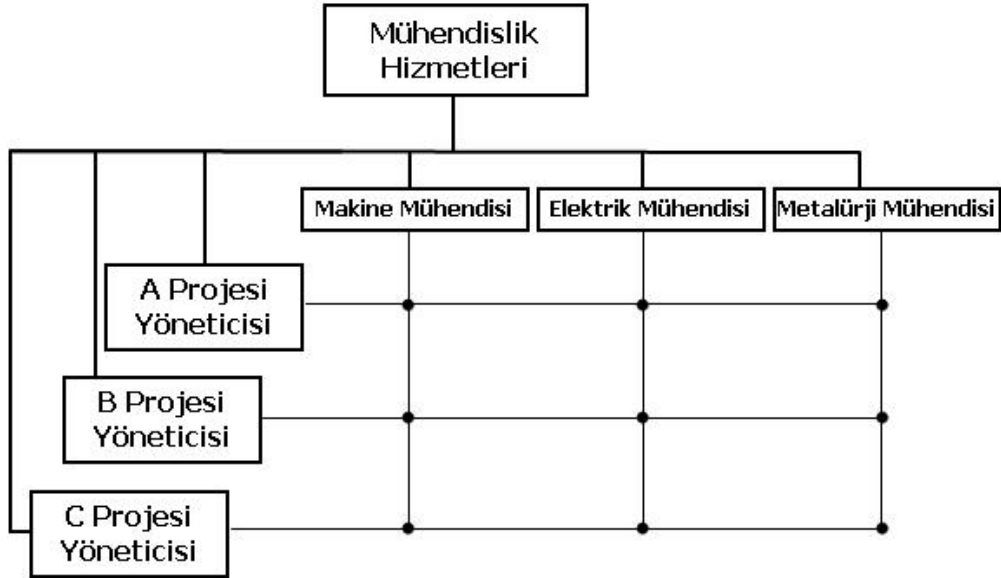 Mühendislik
Hizmetleri
Makine Mühendisi
Elektrik Mühendisi
Metalürji Mühendisi
A Projesi
Yöneticisi
B Projesi
Yöneticisi
C Projesi
Yöneticisi